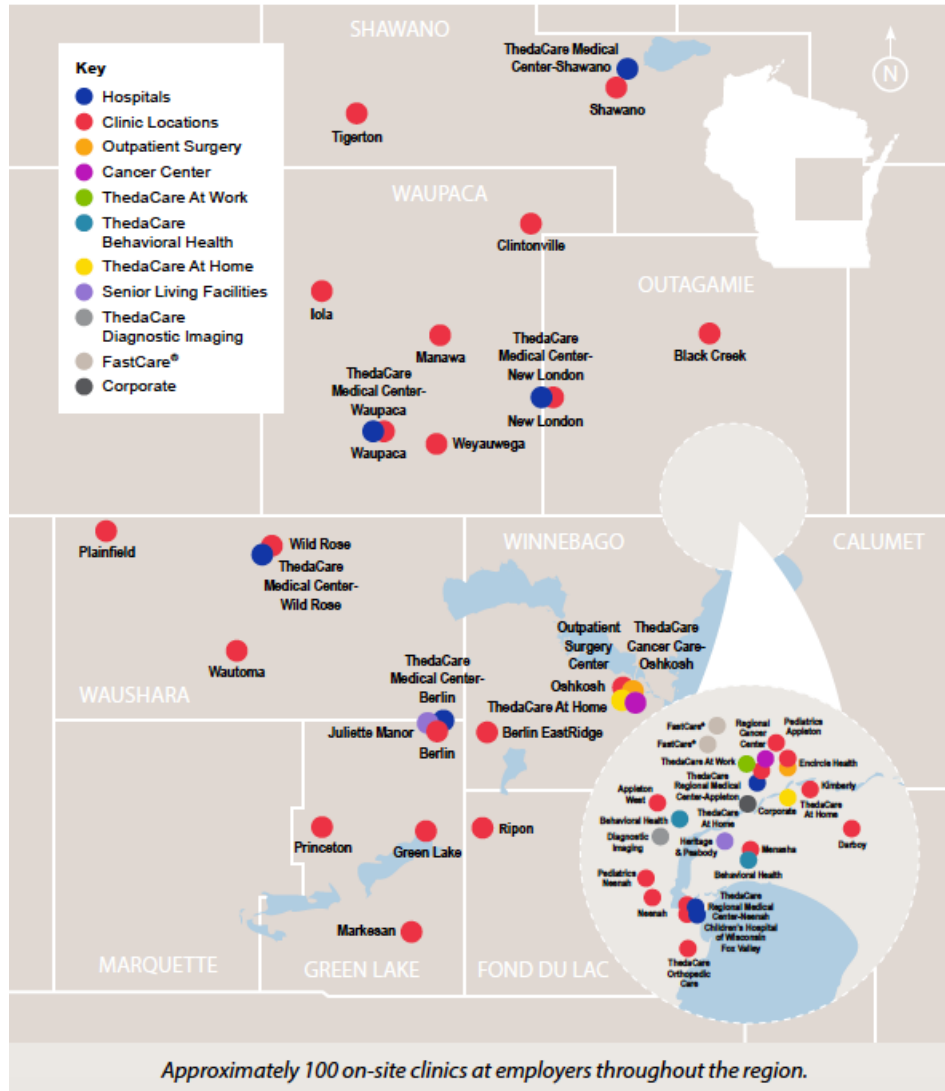 SHAWANO
ThedaCare Medical
Center-Shawano
N
Key
Hospitals
Clinic Locations
Outpatient Surgery
Cancer Center
ThedaCare At Work
ThedaCare
Behavioral Health
ThedaCare At Home
Senior Living Facilities
ThedaCare
Diagnostic Imaging
FastCare®
Corporate
Shawano
Tigerton
WAUPACA
Clintonville
OUTAGAMIE
Iola
Manawa
Black Creek
ThedaCare
Medical Center-
New London
New London
ThedaCare
Medical Center-
Waupaca
Waupaca
Weyauwega
Plainfield
Wild Rose
ThedaCare
Medical Center-
Wild Rose
WINNEBAGO
CALUMET
Wautoma
WAUSHARA
ThedaCare
Medical Center-
Berlin
Juliette Manor
Berlin
Berlin EastRidge
Outpatient
Surgery
Center
ThedaCare
Cancer Care-
Oshkosh
Oshkosh
ThedaCare At Home
Princeton
Green Lake
Ripon
Markesan
MARQUETTE
GREEN LAKE
FOND DU LAC
FastCare®
FastCare®
Regional
Cancer
Center
Pediatrics
Appleton
ThedaCare At Work
Encircle Health
ThedaCare
Regional Medical
Center-Appleton
Kimberly
Appleton
West
Corporate
ThedaCare
At Home
ThedaCare
At Home
Behavioral Health
Diagnostic
Imaging
Heritage
& Peabody
Menasha
Darboy
Behavioral Health
Pediatrics
Neenah
Neenah
ThedaCare
Regional Medical
Center-Neenah
Children's Hospital
of Wisconsin
Fox Valley
ThedaCare
Orthopedic
Care
Approximately 100 on-site clinics at employers throughout the region.